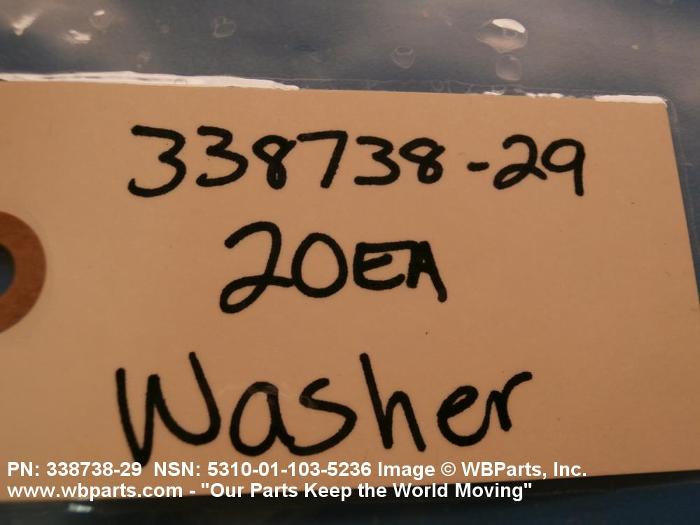 338738-29
20EA
Washer
PN: 338738-29 NSN: 5310-01-103-5236 Image © WBParts, Inc.
www.wbparts.com - "Our Parts Keep the World Moving"